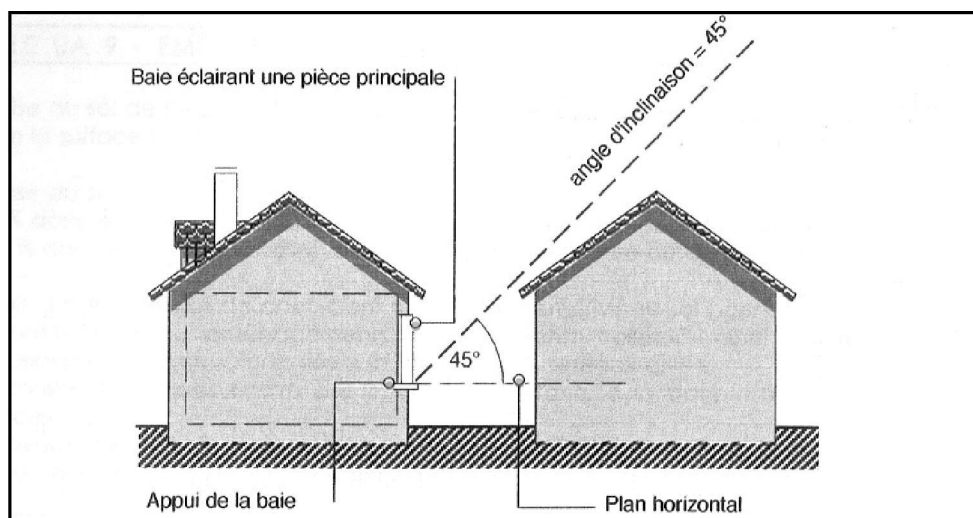 Baie éclairant une pièce principale
angle d'inclinaison = 45°
45°
Appui de la baie
Plan horizontal